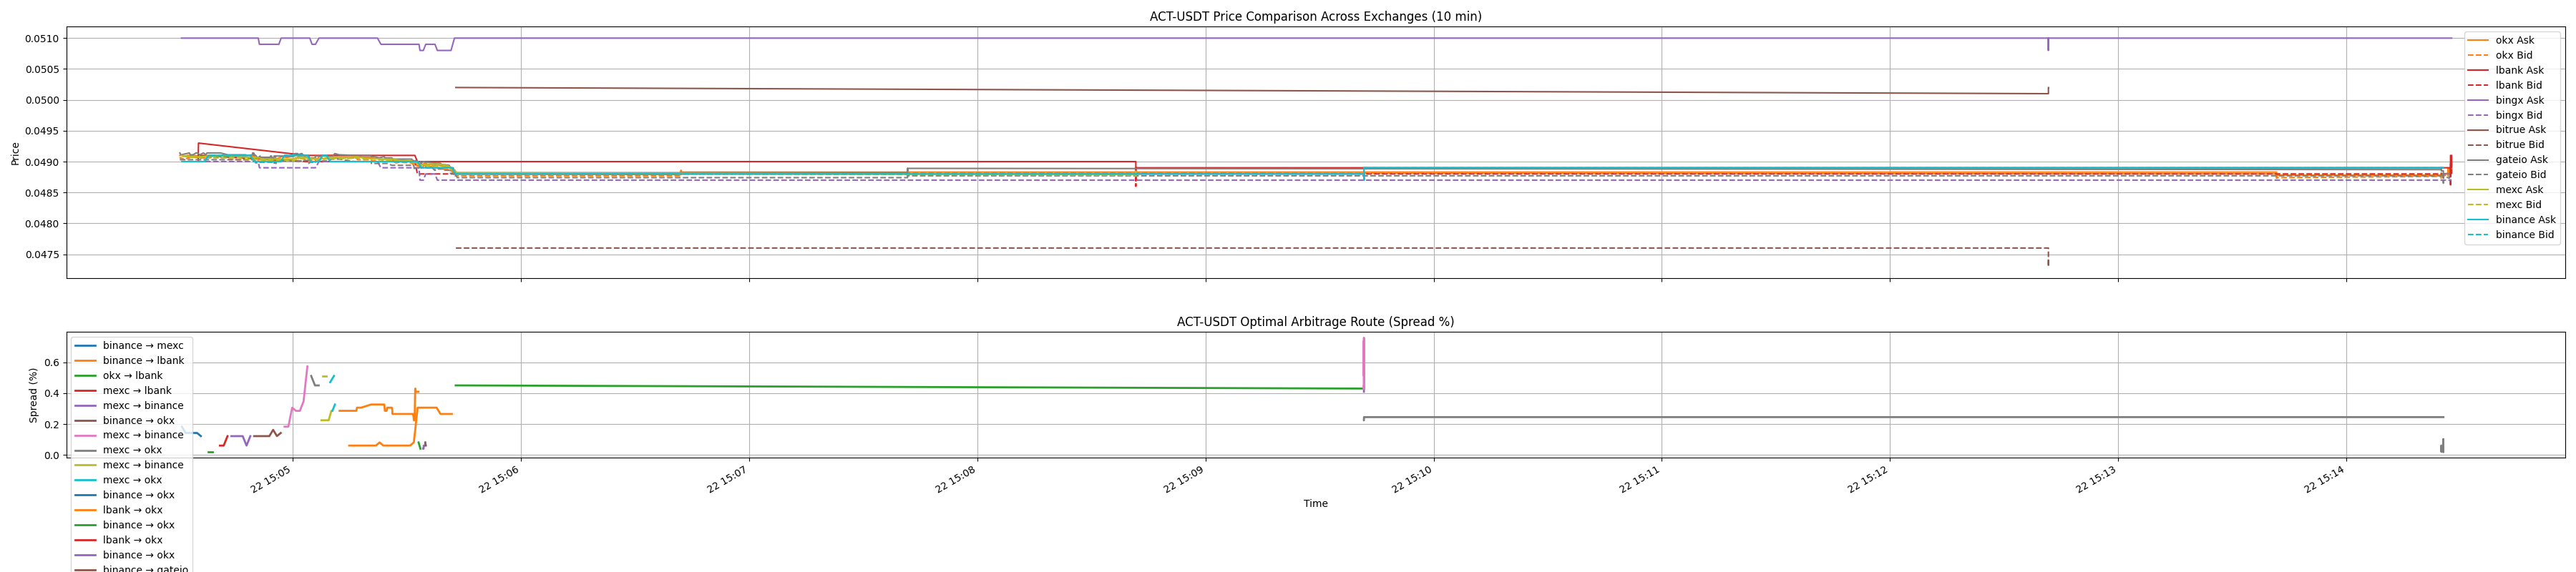 ACT-USDT Price Comparison Across Exchanges (10 min)
0.0510
0.0505
0.0500
0.0495
0.0490
0.0485
0.0480
0.0475
Price
okx Ask
okx Bid
lbank Ask
lbank Bid
bingx Ask
bingx Bid
bitrue Ask
bitrue Bid
gateio Ask
gateio Bid
mexc Ask
mexc Bid
binance Ask
binance Bid
ACT-USDT Optimal Arbitrage Route (Spread %)
0.6
0.4
0.2
0.0
Spread (%)
binance → mexc
binance → lbank
okx → lbank
mexc → lbank
mexc → binance
binance → okx
mexc → binance
mexc → okx
mexc → binance
mexc → okx
binance → okx
lbank → okx
binance → okx
lbank → okx
binance → okx
binance → gateio
22 15:05
22 15:06
22 15:07
22 15:08
22 15:09
22 15:10
22 15:11
22 15:12
22 15:13
22 15:14
Time